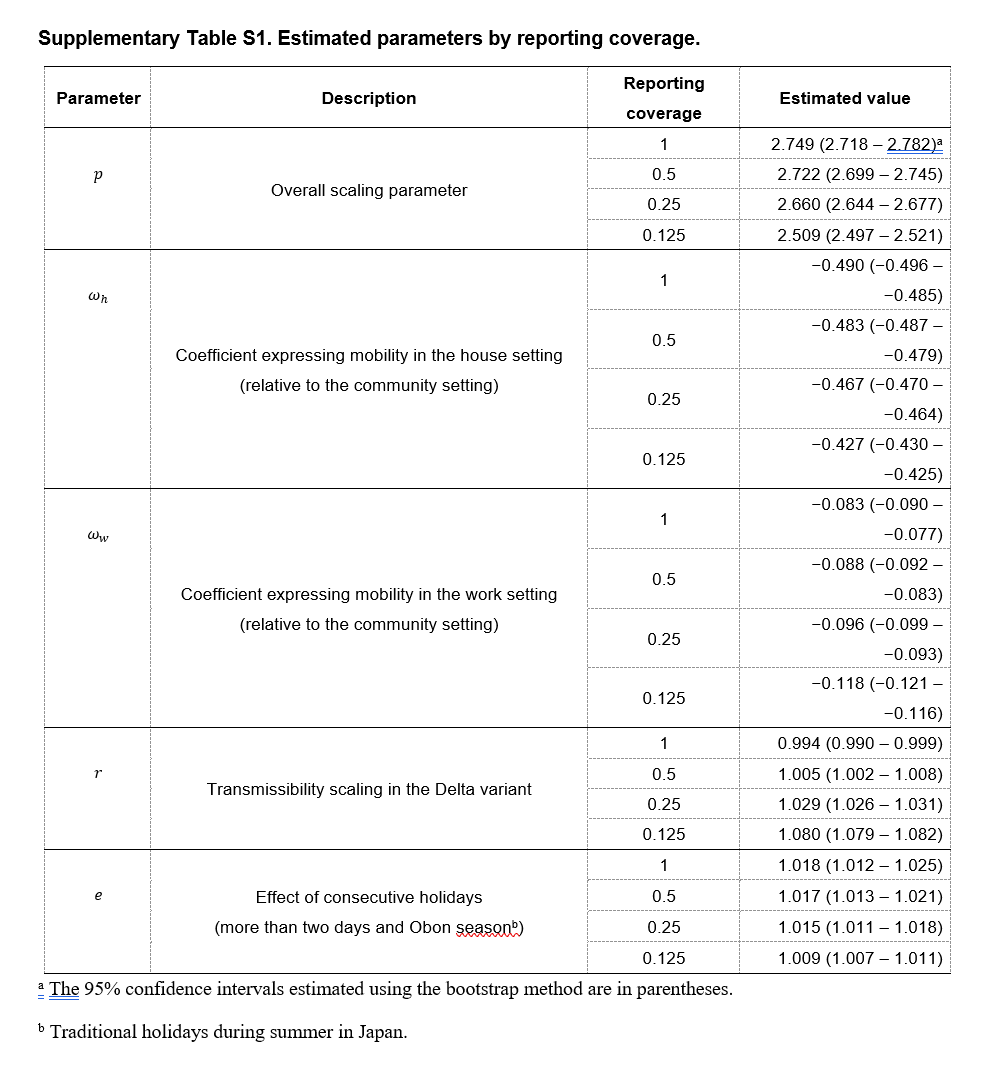 Supplementary Table S1. Estimated parameters by reporting coverage.
Parameter Description Reporting coverage Estimated value
p Overall scaling parameter
1 2.749 (2.718 – 2.782)ᵃ
0.5 2.722 (2.699 – 2.745)
0.25 2.660 (2.644 – 2.677)
0.125 2.509 (2.497 – 2.521)
ωh Coefficient expressing mobility in the house setting
(relative to the community setting)
1 −0.490 (−0.496 –
−0.485)
0.5 −0.483 (−0.487 –
−0.479)
0.25 −0.467 (−0.470 –
−0.464)
0.125 −0.427 (−0.430 –
−0.425)
ωw Coefficient expressing mobility in the work setting
(relative to the community setting)
1 −0.083 (−0.090 –
−0.077)
0.5 −0.088 (−0.092 –
−0.083)
0.25 −0.096 (−0.099 –
−0.093)
0.125 −0.118 (−0.121 –
−0.116)
r Transmissibility scaling in the Delta variant
1 0.994 (0.990 – 0.999)
0.5 1.005 (1.002 – 1.008)
0.25 1.029 (1.026 – 1.031)
0.125 1.080 (1.079 – 1.082)
e Effect of consecutive holidays
(more than two days and Obon seasonᵇ)
1 1.018 (1.012 – 1.025)
0.5 1.017 (1.013 – 1.021)
0.25 1.015 (1.011 – 1.018)
0.125 1.009 (1.007 – 1.011)
ᵃ The 95% confidence intervals estimated using the bootstrap method are in parentheses.
ᵇ Traditional holidays during summer in Japan.